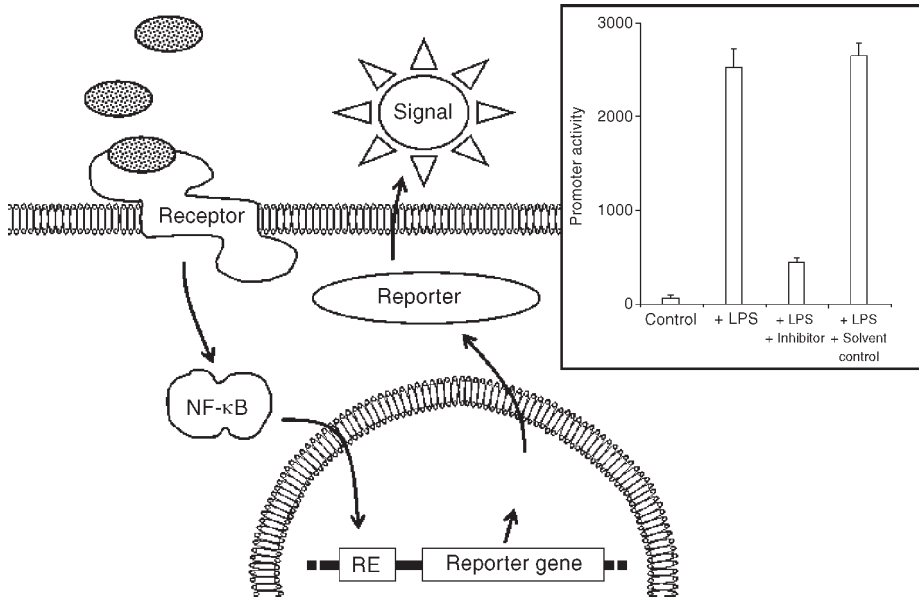 Signal
Receptor
Reporter
NF-κB
RE
Reporter gene
Promoter activity
3000
2000
1000
0
Control
+ LPS
+ LPS
+ Inhibitor
+ LPS
+ Solvent
control